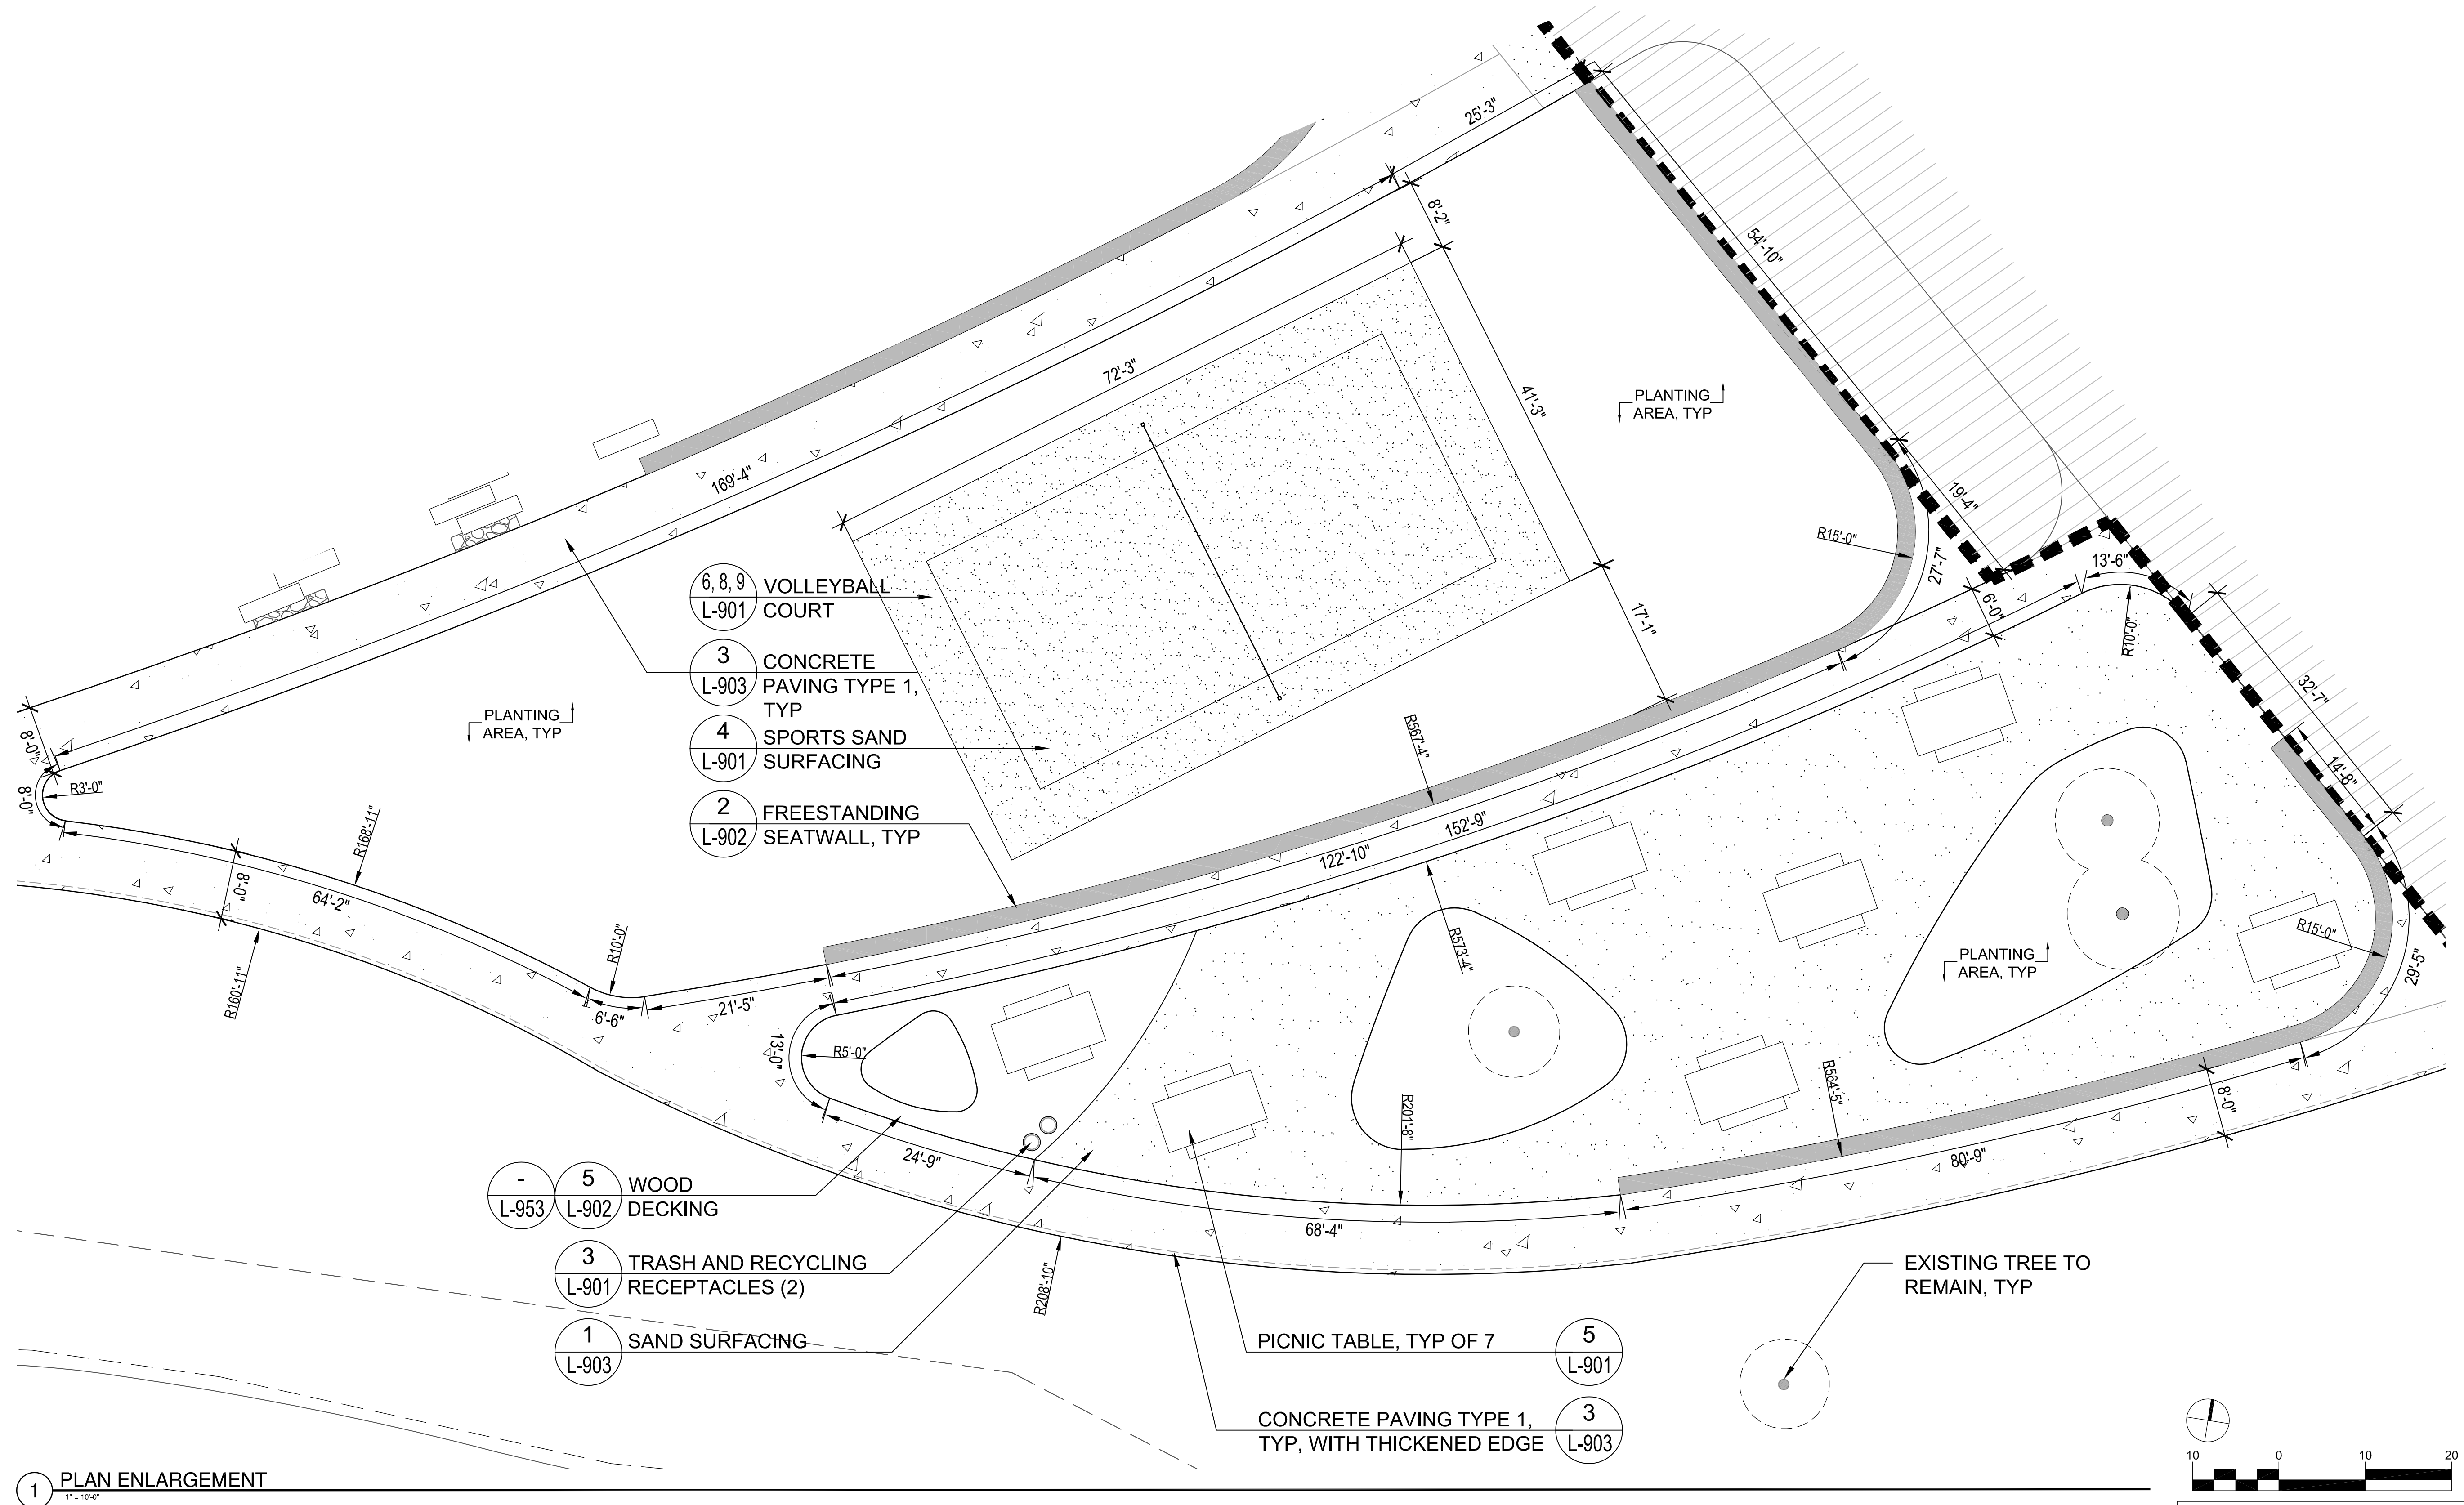 25'-3"
8'-2"
54'-10"
72'-3"
41'-3"
PLANTING
AREA, TYP
169'-4"
19'-4"
R15'-0"
27'-7"
13'-6"
6'-0"
R10'-0"
17'-1"
32'-7"
14'-8"
6, 8, 9
L-901
VOLLEYBALL
COURT
3
L-903
CONCRETE
PAVING TYPE 1,
TYP
4
L-901
SPORTS SAND
SURFACING
2
L-902
FREESTANDING
SEATWALL, TYP
PLANTING
AREA, TYP
8'-0"
R3'-0"
8'-0"
R168'-11"
8'-0"
64'-2"
R160'-11"
R10'-0"
6'-6"
21'-5"
R567'-4"
152'-9"
122'-10"
R573'-4"
PLANTING
AREA, TYP
R15'-0"
29'-5"
13'-0"
R5'-0"
24'-9"
R201'-8"
R564'-5"
8'-0"
80'-9"
68'-4"
R208'-10"
-
L-953
5
L-902
WOOD
DECKING
3
L-901
TRASH AND RECYCLING
RECEPTACLES (2)
1
L-903
SAND SURFACING
PICNIC TABLE, TYP OF 7
5
L-901
CONCRETE PAVING TYPE 1,
TYP, WITH THICKENED EDGE
3
L-903
EXISTING TREE TO
REMAIN, TYP
10 0 10 20
1 PLAN ENLARGEMENT
1" = 10'-0"